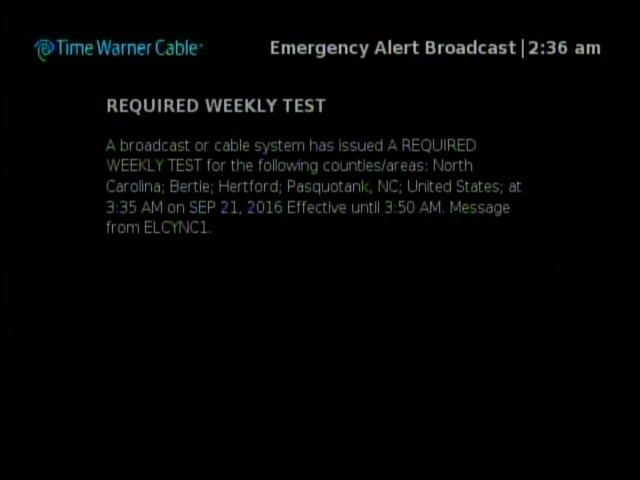 Time Warner Cable
Emergency Alert Broadcast | 2:36 am
REQUIRED WEEKLY TEST
A broadcast or cable system has issued A REQUIRED
WEEKLY TEST for the following counties/areas: North
Carolina; Bertie; Hertford; Pasquotank, NC; United States; at
3:35 AM on SEP 21, 2016 Effective until 3:50 AM. Message
from ELCYNC1.